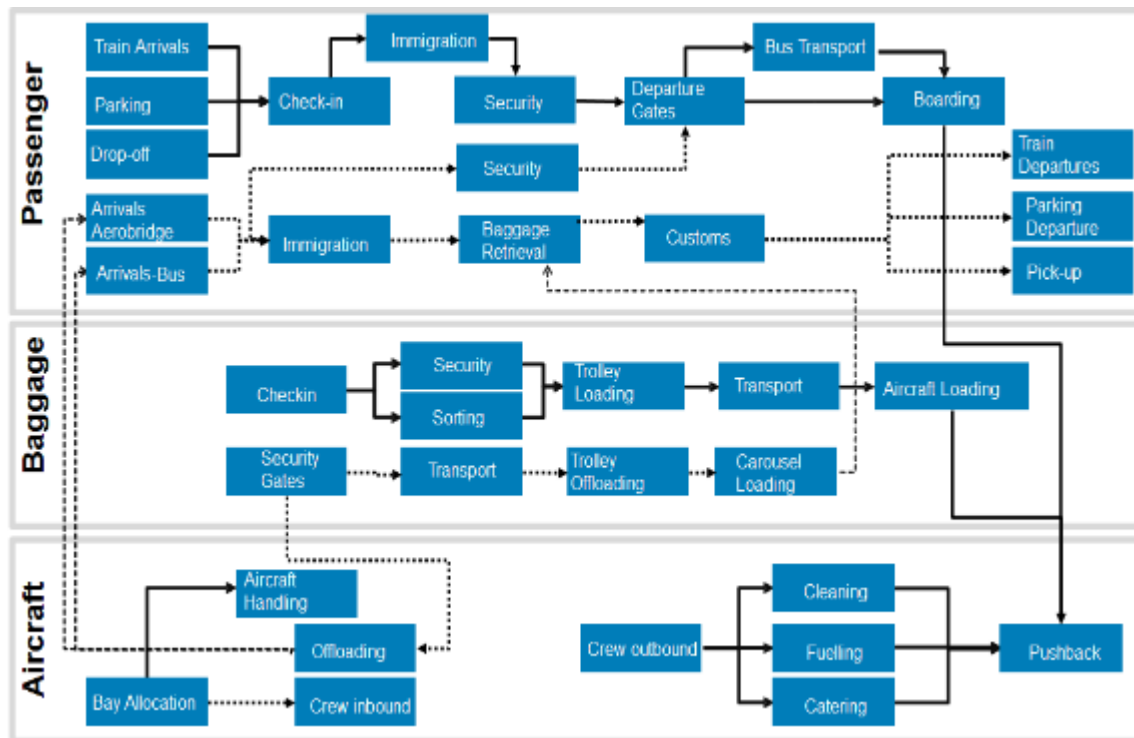 Passenger
Train Arrivals
Parking
Drop-off
Arrivals
Aerobridge
Arrivals-Bus
Check-in
Immigration
Security
Departure
Gates
Bus Transport
Boarding
Security
Immigration
Baggage
Retrieval
Customs
Train
Departures
Parking
Departure
Pick-up
Baggage
Checkin
Security
Sorting
Trolley
Loading
Transport
Aircraft Loading
Security
Gates
Transport
Trolley
Offloading
Carousel
Loading
Aircraft
Aircraft
Handling
Offloading
Bay Allocation
Crew inbound
Crew outbound
Cleaning
Fuelling
Catering
Pushback